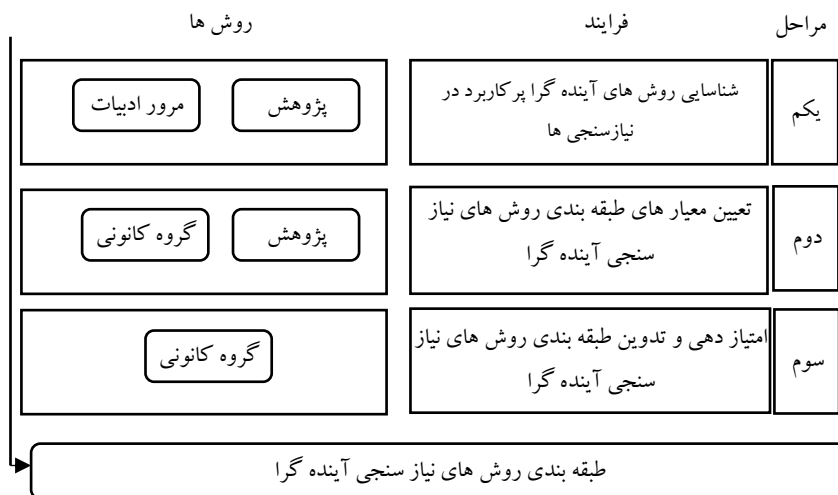 مراحل
فرایند
روش ها
یکم
شناسایی روش های آینده گرا پرکاربرد در
نیازسنجی ها
پژوهش
مرور ادبیات
دوم
تعیین معیار های طبقه بندی روش های نیاز
سنجی آینده گرا
پژوهش
گروه کانونی
سوم
امتیاز دهی و تدوین طبقه بندی روش های نیاز
سنجی آینده گرا
گروه کانونی
طبقه بندی روش های نیاز سنجی آینده گرا